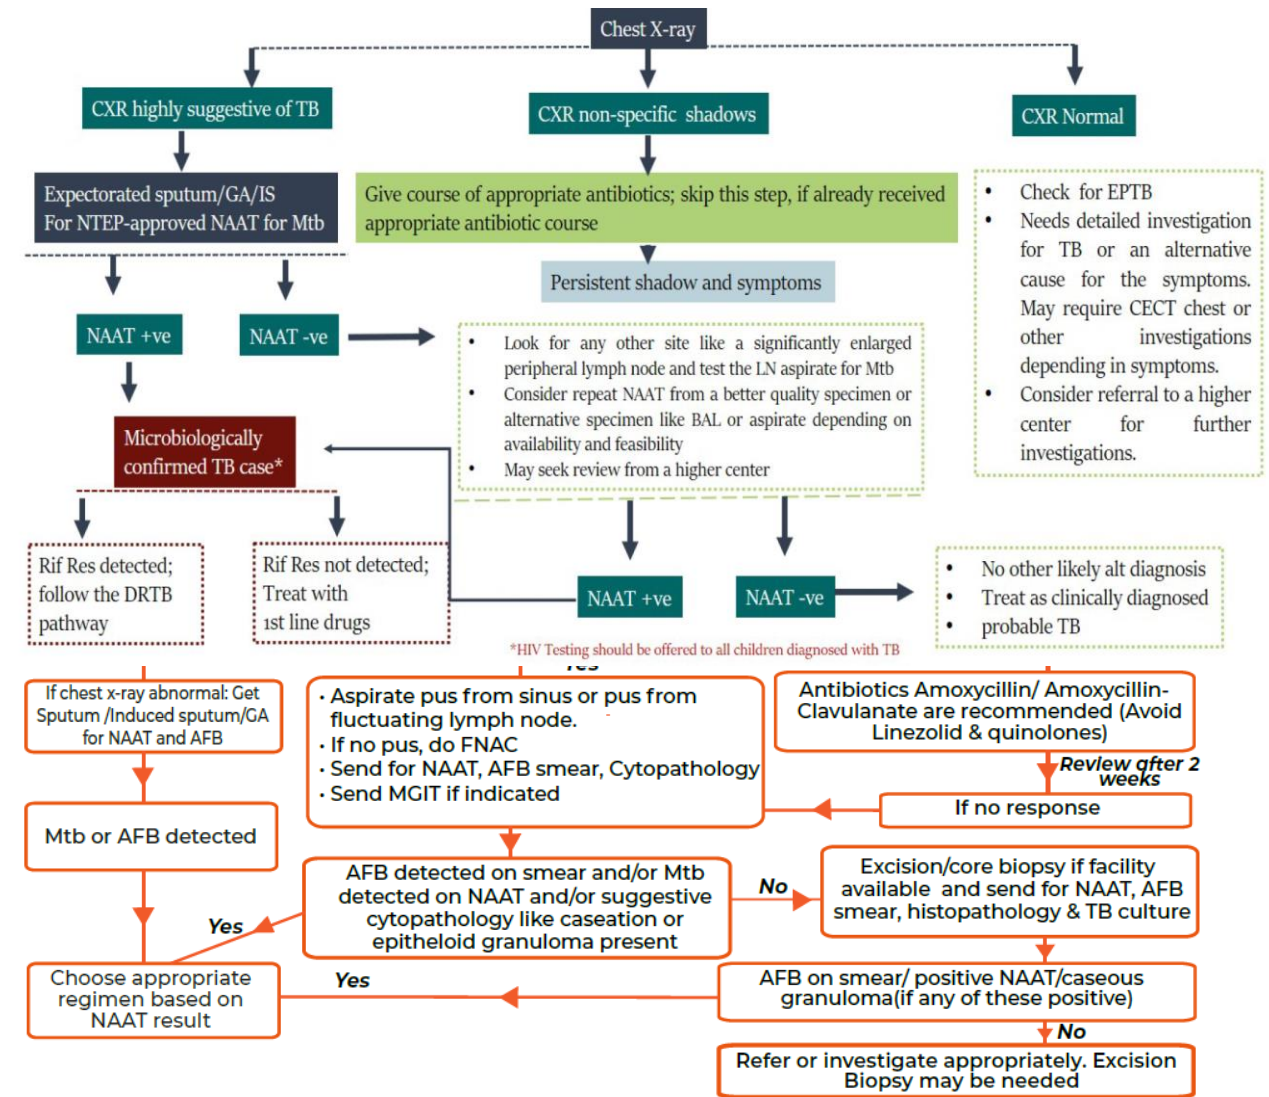 Chest X-ray
CXR highly suggestive of TB
CXR non-specific shadows
CXR Normal
Expectorated sputum/GA/IS
For NTEP-approved NAAT for Mtb
Give course of appropriate antibiotics; skip this step, if already received
appropriate antibiotic course
Persistent shadow and symptoms
• Check for EPTB
• Needs detailed investigation
for TB or an alternative
cause for the symptoms.
May require CECT chest or
other investigations
depending in symptoms.
• Consider referral to a higher
center for further
investigations.
NAAT +ve
NAAT -ve
• Look for any other site like a significantly enlarged
peripheral lymph node and test the LN aspirate for Mtb
• Consider repeat NAAT from a better quality specimen or
alternative specimen like BAL or aspirate depending on
availability and feasibility
• May seek review from a higher center
Microbiologically
confirmed TB case*
Rif Res detected;
follow the DRTB
pathway
Rif Res not detected;
Treat with
1st line drugs
NAAT +ve
NAAT -ve
• No other likely alt diagnosis
• Treat as clinically diagnosed
• probable TB
*HIV Testing should be offered to all children diagnosed with TB
Yes
If chest x-ray abnormal: Get
Sputum /Induced sputum/GA
for NAAT and AFB
• Aspirate pus from sinus or pus from
fluctuating lymph node.
• If no pus, do FNAC
• Send for NAAT, AFB smear, Cytopathology
• Send MGIT if indicated
Antibiotics Amoxycillin/ Amoxycillin-
Clavulanate are recommended (Avoid
Linezolid & quinolones)
Review after 2
weeks
If no response
Mtb or AFB detected
AFB detected on smear and/or Mtb
detected on NAAT and/or suggestive
cytopathology like caseation or
epitheloid granuloma present
No
Excision/core biopsy if facility
available and send for NAAT, AFB
smear, histopathology & TB culture
Yes
Choose appropriate
regimen based on
NAAT result
Yes
AFB on smear/ positive NAAT/caseous
granuloma(if any of these positive)
No
Refer or investigate appropriately. Excision
Biopsy may be needed